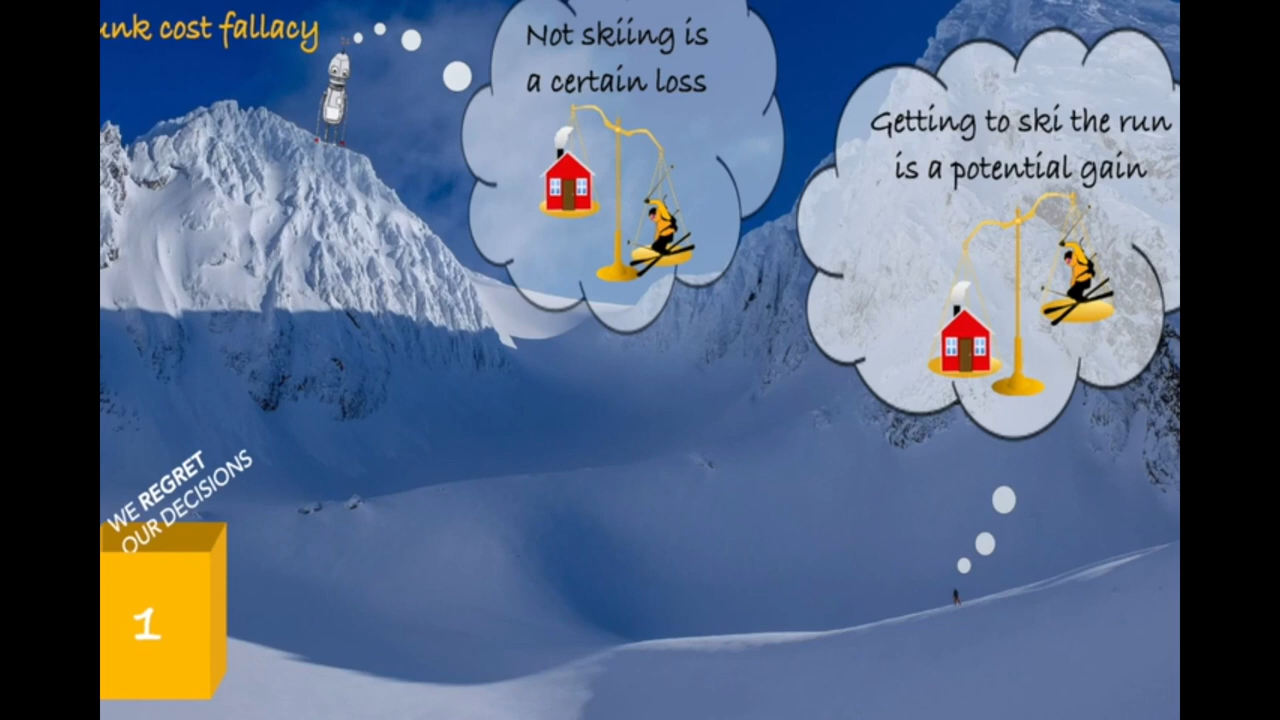 unk cost fallacy
Not skiing is
a certain loss
Getting to ski the run
is a potential gain
WE REGRET
OUR DECISIONS
1